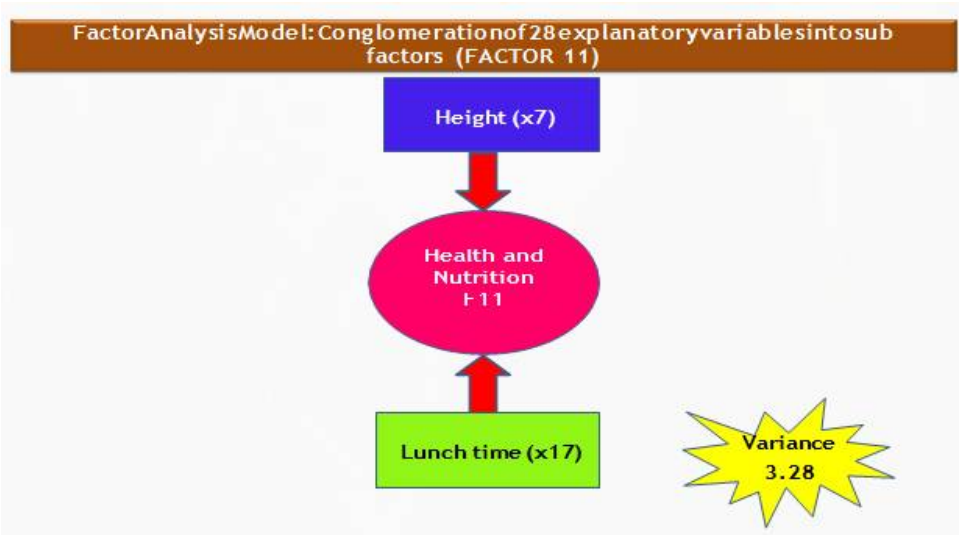 FactorAnalysisModel:Conglomerationof28explanatoryvariablesintosub
factors (FACTOR 11)
Height (x7)
Health and
Nutrition
F11
Lunch time (x17)
Variance
3.28